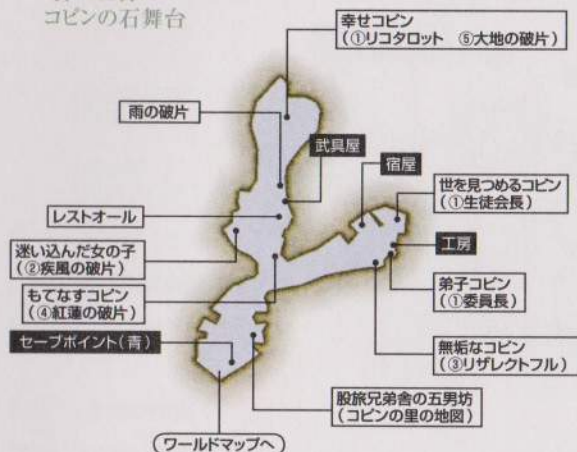 コピンの石舞台
幸せコピン
(①リコタロット ⑤大地の破片)
雨の破片
武具屋
宿屋
世を見つめるコピン
(①生徒会長)
レストオール
工房
迷い込んだ女の子
(②疾風の破片)
弟子コピン
(①委員長)
もてなすコピン
(④紅蓮の破片)
セーブポイント(青)
無垢なコピン
(③リザレクトフル)
股旅兄弟舎の五男坊
(コピンの里の地図)
ワールドマップへ